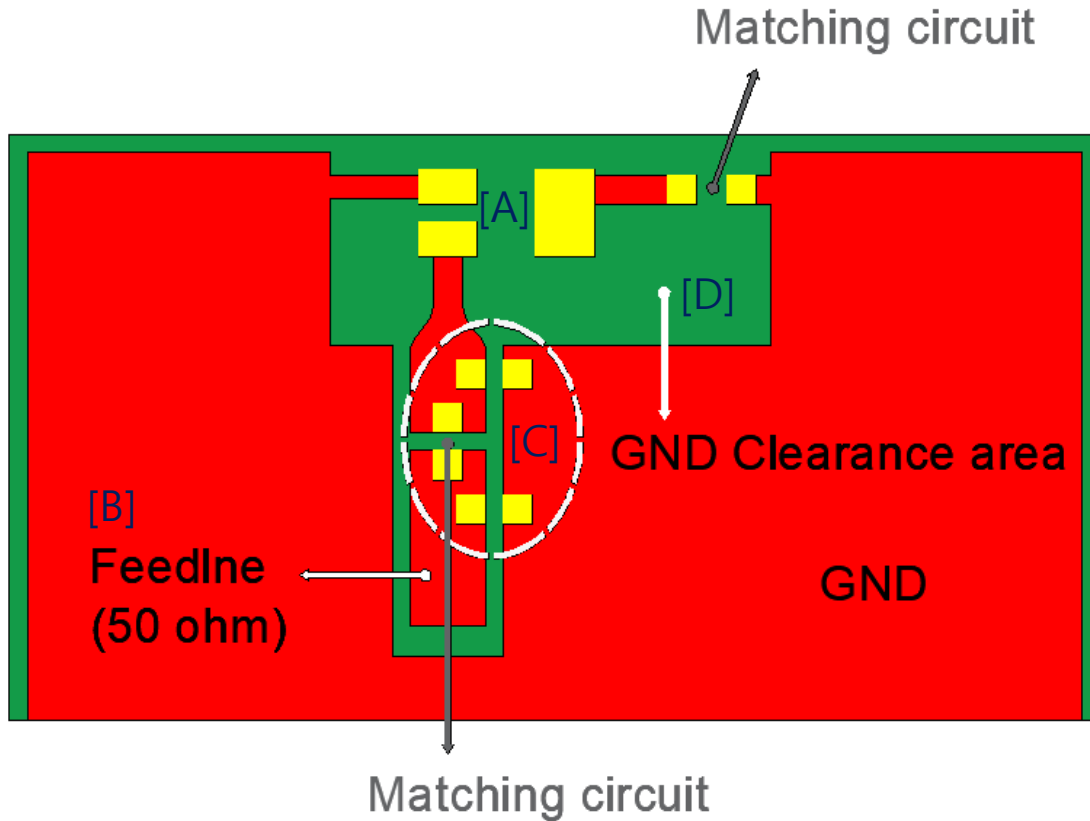 Matching circuit
[A]
[D]
[C]
GND Clearance area
[B]
Feedlne
(50 ohm)
GND
Matching circuit